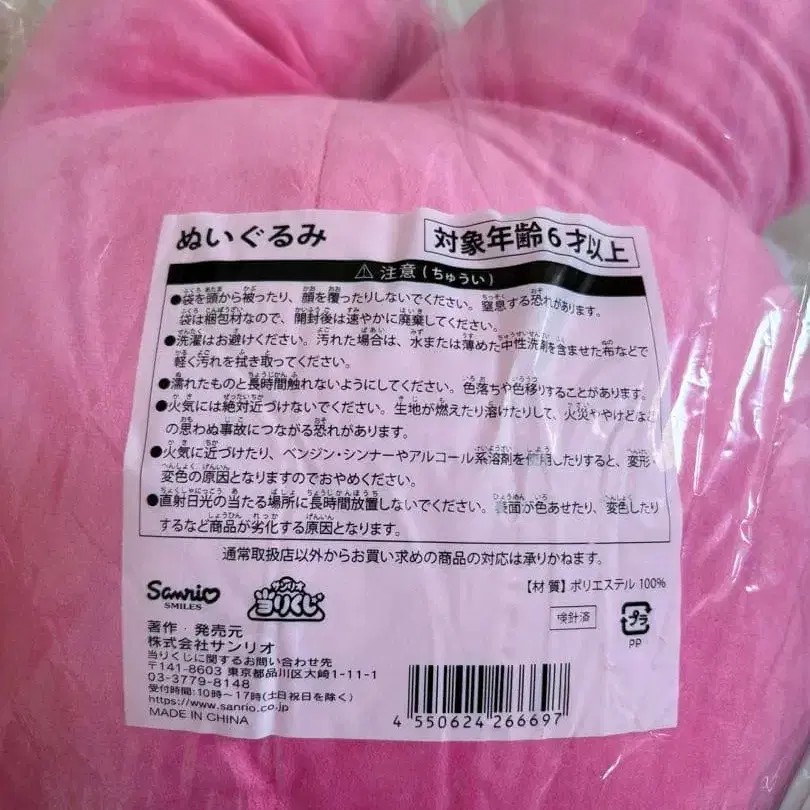 ぬいぐるみ
対象年齢6才以上
⚠注意(ちゅうい)
●袋を頭から被ったり、顔を覆ったりしないでください。窒息する恐れがあります。
袋は梱包材なので、開封後は速やかに廃棄してください。
●洗濯はお避けください。汚れた場合は、水または薄めた中性洗剤を含ませた布などで
軽く汚れを拭き取ってください。
●濡れたものと長時間触れないようにしてください。色落ちや色移りすることがあります。
●火気には絶対近づけないでください。生地が燃えたり溶けたりして、火災ややけどなど
の思わぬ事故につながる恐れがあります。
●火気に近づけたり、ベンジン・シンナーやアルコール系溶剤を使用したりすると、変形・
変色の原因となりますのでおやめください。
●直射日光の当たる場所に長時間放置しないでください。表面が色あせたり、変色したり
するなど商品が劣化する原因となります。
通常取扱店以外からお買い求めの商品の対応は承りかねます。
Sanrio
SMILES
サンリオ
当りくじ
【材質】ポリエステル100%
検針済
プラ
PP
著作・発売元
株式会社サンリオ
当りくじに関するお問い合わせ先
〒141-8603 東京都品川区大崎1-11-1
03-3779-8148
受付時間:10時〜17時(土日祝日を除く)
https://www.sanrio.co.jp
MADE IN CHINA
4 550624 266697